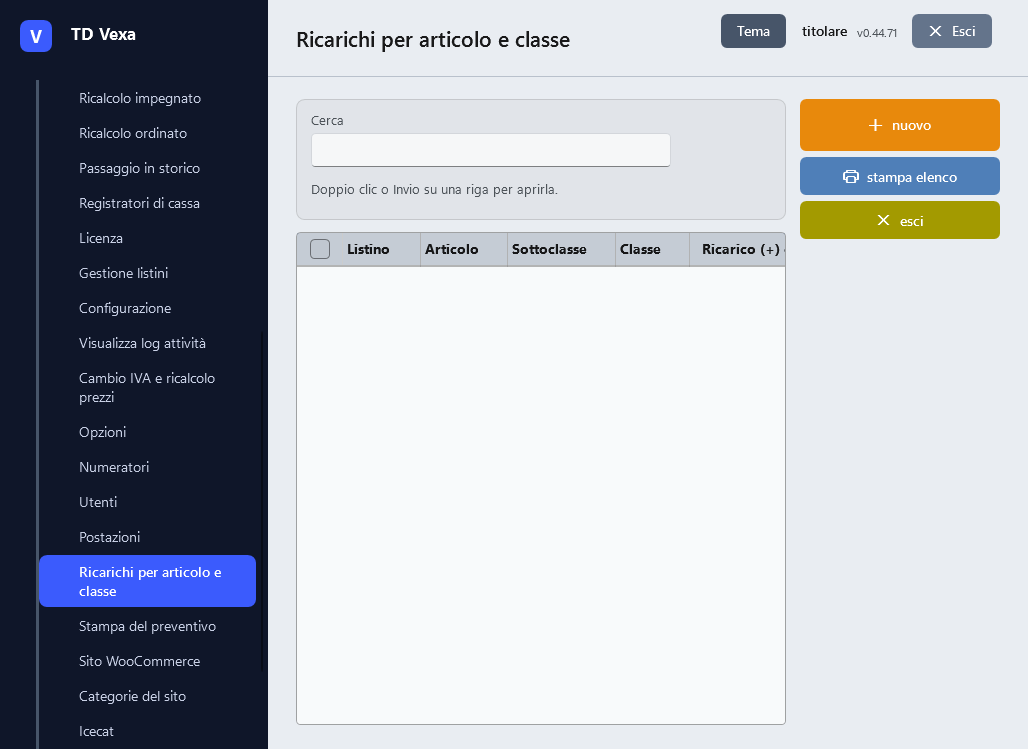 V
TD Vexa
Ricalcolo impegnato
Ricalcolo ordinato
Passaggio in storico
Registratori di cassa
Licenza
Gestione listini
Configurazione
Visualizza log attività
Cambio IVA e ricalcolo
prezzi
Opzioni
Numeratori
Utenti
Postazioni
Ricarichi per articolo e
classe
Stampa del preventivo
Sito WooCommerce
Categorie del sito
Icecat
Ricarichi per articolo e classe
Tema
titolare
v0.44.71
Esci
Cerca
Doppio clic o Invio su una riga per aprirla.
Listino
Articolo
Sottoclasse
Classe
Ricarico (+)
nuovo
stampa elenco
esci